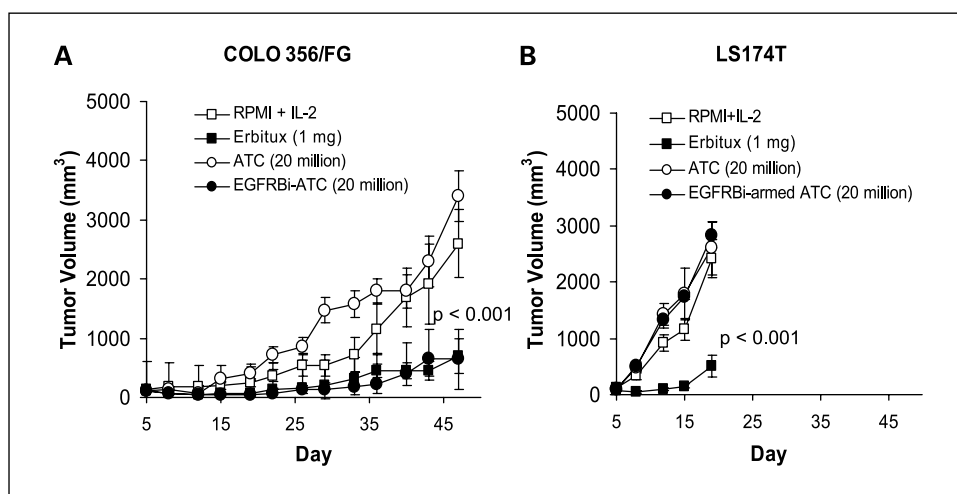 A
COLO 356/FG
RPMI + IL-2
Erbitux (1 mg)
ATC (20 million)
EGFRBi-ATC (20 million)
Tumor Volume (mm³)
5000
4000
3000
2000
1000
0
p < 0.001
5 15 25 35 45
Day
B
LS174T
RPMI+IL-2
Erbitux (1 mg)
ATC (20 million)
EGFRBi-armed ATC (20 million)
Tumor Volume (mm³)
5000
4000
3000
2000
1000
0
p < 0.001
5 15 25 35 45
Day